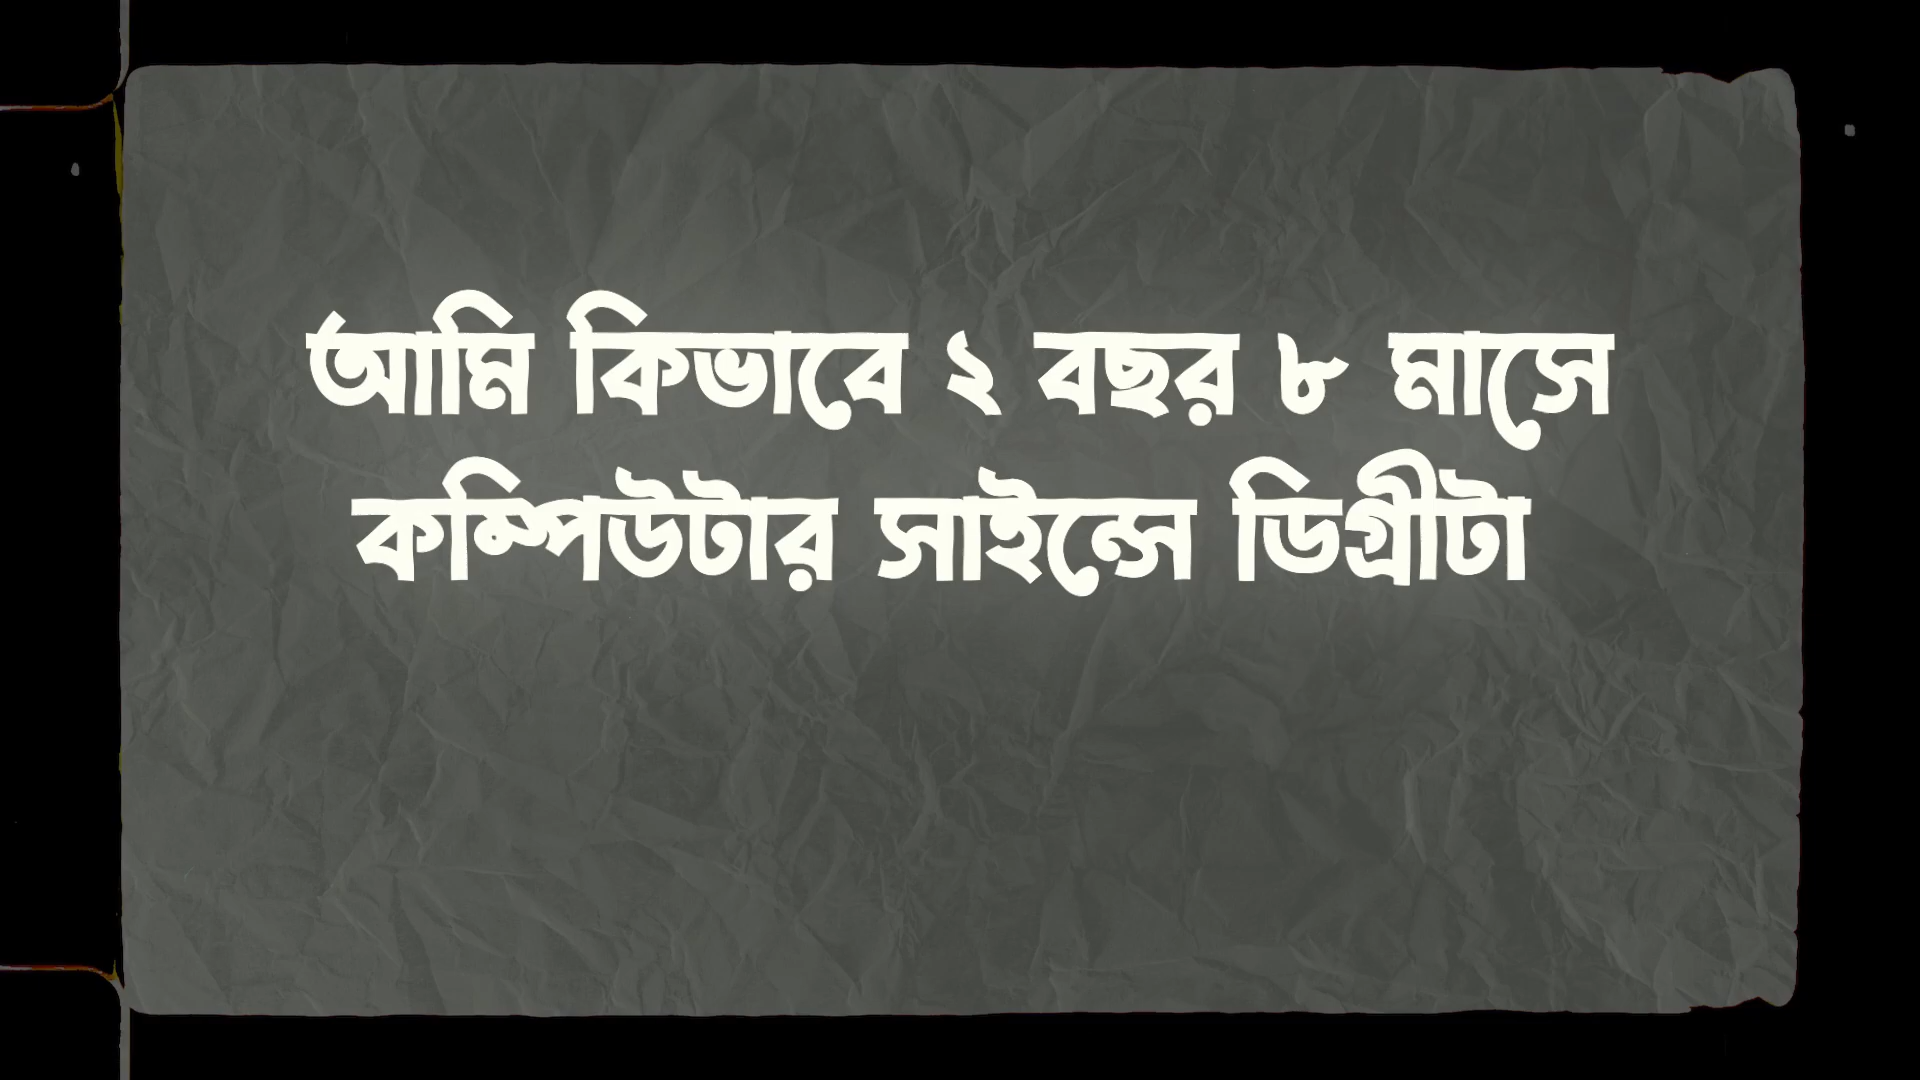 আমি কিভাবে ২ বছর ৮ মাসে
কম্পিউটার সাইন্সে ডিগ্রীটা